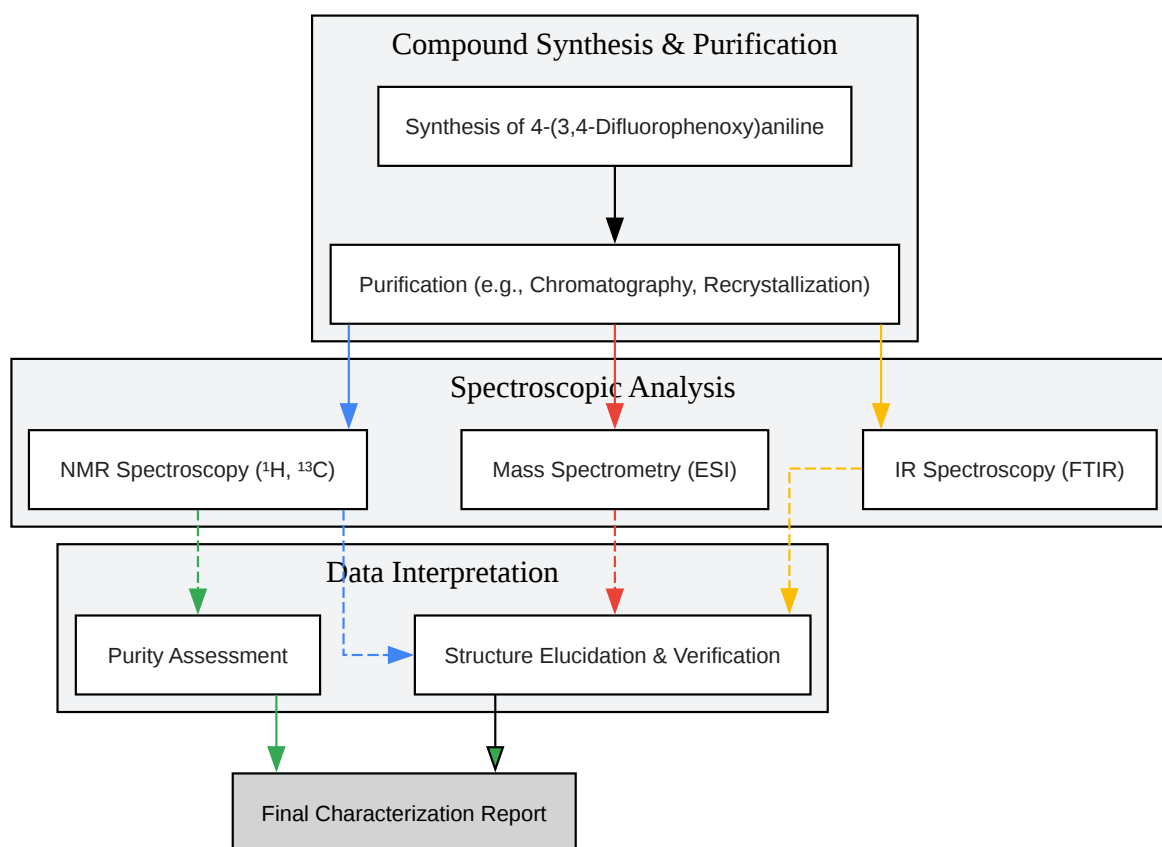 Compound Synthesis & Purification
Synthesis of 4-(3,4-Difluorophenoxy)aniline
Purification (e.g., Chromatography, Recrystallization)
Spectroscopic Analysis
NMR Spectroscopy (¹H, ¹³C)
Mass Spectrometry (ESI)
IR Spectroscopy (FTIR)
Data Interpretation
Purity Assessment
Structure Elucidation & Verification
Final Characterization Report